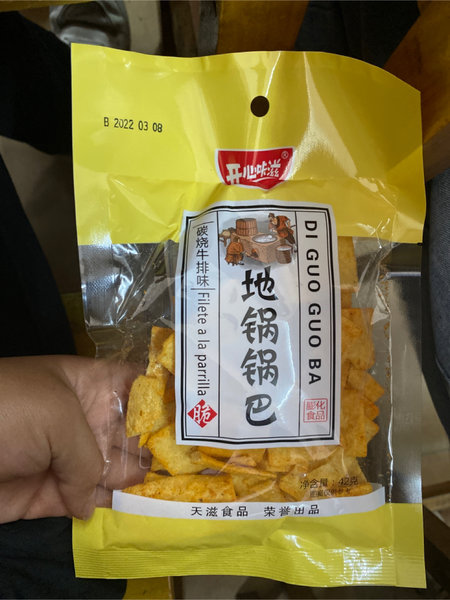 B 2022 03 08
开心味滋®
碳烧牛排味
Filete a la parrilla
地锅锅巴
DI GUO GUO BA
脆
膨化
食品
净含量：42克
天滋食品 荣誉出品